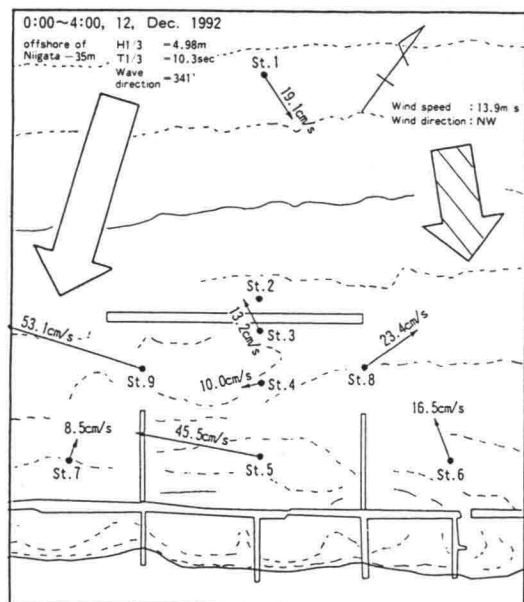 0:00~4:00, 12, Dec. 1992
offshore of H1/3 =4.98m
Niigata -35m T1/3 =10.3sec
Wave direction =341°
St.1
19.1cm/s
Wind speed : 13.9m s
Wind direction : NW
St.2
53.1cm/s
13.2cm/s
St.3
23.4cm/s
St.9
10.0cm/s
St.4
St.8
8.5cm/s
45.5cm/s
16.5cm/s
St.7
St.5
St.6